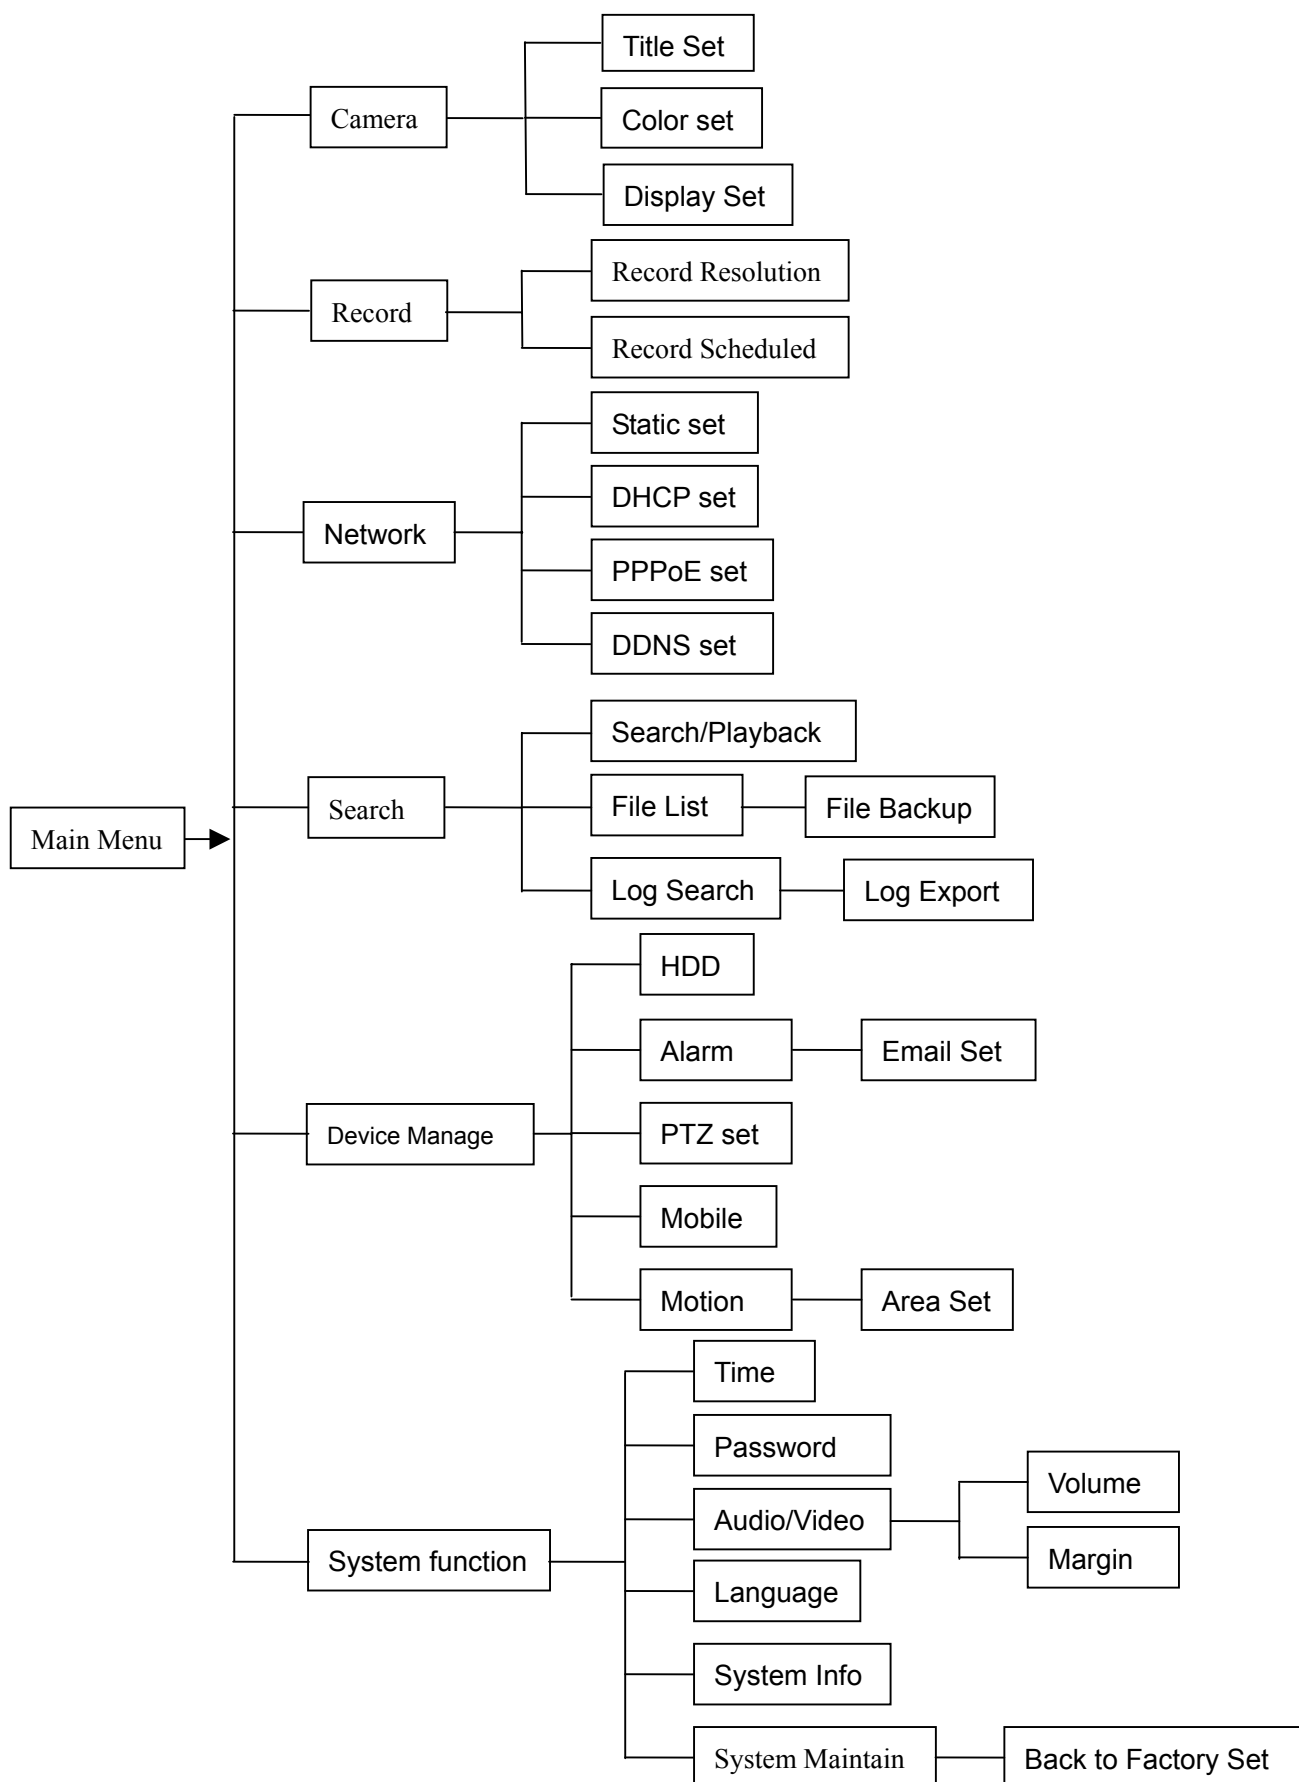 Title Set
Camera
Color set
Display Set
Record
Record Resolution
Record Scheduled
Network
Static set
DHCP set
PPPoE set
DDNS set
Main Menu
Search
Search/Playback
File List
File Backup
Log Search
Log Export
Device Manage
HDD
Alarm
Email Set
PTZ set
Mobile
Motion
Area Set
System function
Time
Password
Audio/Video
Volume
Margin
Language
System Info
System Maintain
Back to Factory Set